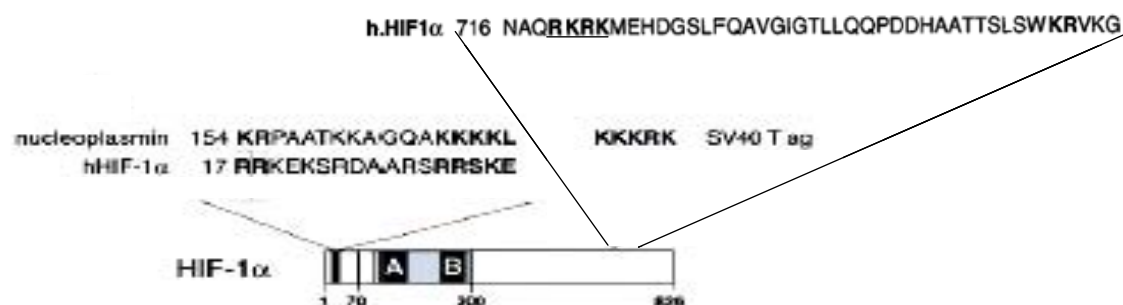 h.HIF1α 716 NAQRKRKMEHDGSLFQAVGIGTLLQQPDDHAATTSLSWKRVKG
nucleoplasmin 154 KRPAATKKAGQAKKKKL KKKRK SV40 T ag
hHIF-1α 17 RRKEKSRDAARSRRSKE
HIF-1α A B
1 70 300 826